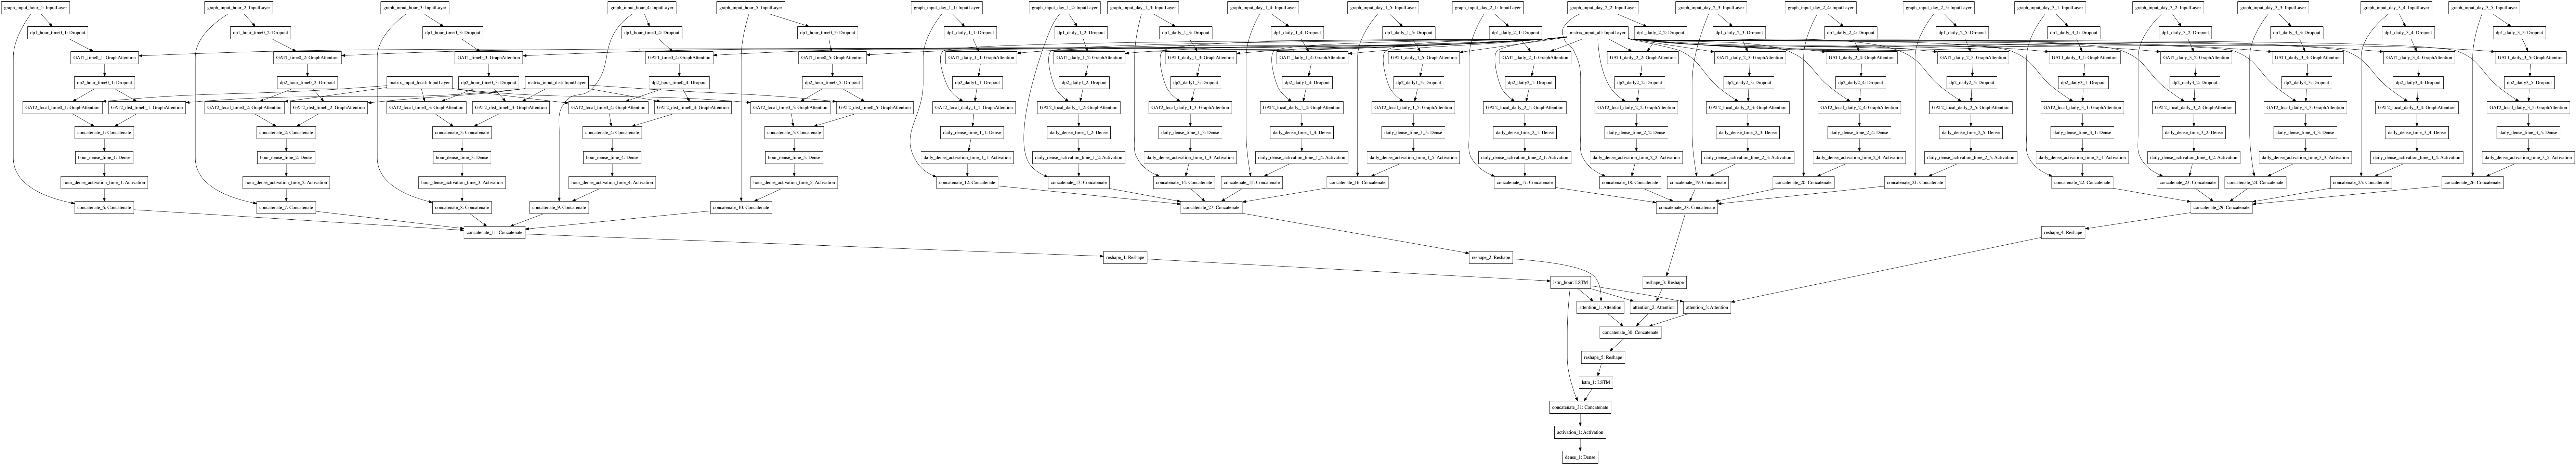 graph_input_hour_1: InputLayer
graph_input_hour_2: InputLayer
graph_input_hour_3: InputLayer
graph_input_hour_4: InputLayer
graph_input_hour_5: InputLayer
graph_input_day_1_1: InputLayer
graph_input_day_1_2: InputLayer
graph_input_day_1_3: InputLayer
graph_input_day_1_4: InputLayer
graph_input_day_1_5: InputLayer
graph_input_day_2_1: InputLayer
graph_input_day_2_2: InputLayer
graph_input_day_2_3: InputLayer
graph_input_day_2_4: InputLayer
graph_input_day_2_5: InputLayer
graph_input_day_3_1: InputLayer
graph_input_day_3_2: InputLayer
graph_input_day_3_3: InputLayer
graph_input_day_3_4: InputLayer
graph_input_day_3_5: InputLayer
dp1_hour_time0_1: Dropout
dp1_hour_time0_2: Dropout
dp1_hour_time0_3: Dropout
dp1_hour_time0_4: Dropout
dp1_hour_time0_5: Dropout
dp1_daily_1_1: Dropout
dp1_daily_1_2: Dropout
dp1_daily_1_3: Dropout
dp1_daily_1_4: Dropout
dp1_daily_1_5: Dropout
dp1_daily_2_1: Dropout
matrix_input_all: InputLayer
dp1_daily_2_2: Dropout
dp1_daily_2_3: Dropout
dp1_daily_2_4: Dropout
dp1_daily_2_5: Dropout
dp1_daily_3_1: Dropout
dp1_daily_3_2: Dropout
dp1_daily_3_3: Dropout
dp1_daily_3_4: Dropout
dp1_daily_3_5: Dropout
GAT1_time0_1: GraphAttention
GAT1_time0_2: GraphAttention
GAT1_time0_3: GraphAttention
GAT1_time0_4: GraphAttention
GAT1_time0_5: GraphAttention
GAT1_daily_1_1: GraphAttention
GAT1_daily_1_2: GraphAttention
GAT1_daily_1_3: GraphAttention
GAT1_daily_1_4: GraphAttention
GAT1_daily_1_5: GraphAttention
GAT1_daily_2_1: GraphAttention
GAT1_daily_2_2: GraphAttention
GAT1_daily_2_3: GraphAttention
GAT1_daily_2_4: GraphAttention
GAT1_daily_2_5: GraphAttention
GAT1_daily_3_1: GraphAttention
GAT1_daily_3_2: GraphAttention
GAT1_daily_3_3: GraphAttention
GAT1_daily_3_4: GraphAttention
GAT1_daily_3_5: GraphAttention
dp2_hour_time0_1: Dropout
dp2_hour_time0_2: Dropout
matrix_input_local: InputLayer
dp2_hour_time0_3: Dropout
matrix_input_dist: InputLayer
dp2_hour_time0_4: Dropout
dp2_hour_time0_5: Dropout
dp2_daily1_1: Dropout
dp2_daily1_2: Dropout
dp2_daily1_3: Dropout
dp2_daily1_4: Dropout
dp2_daily1_5: Dropout
dp2_daily2_1: Dropout
dp2_daily2_2: Dropout
dp2_daily2_3: Dropout
dp2_daily2_4: Dropout
dp2_daily2_5: Dropout
dp2_daily3_1: Dropout
dp2_daily3_2: Dropout
dp2_daily3_3: Dropout
dp2_daily3_4: Dropout
dp2_daily3_5: Dropout
GAT2_local_time0_1: GraphAttention
GAT2_dist_time0_1: GraphAttention
GAT2_local_time0_2: GraphAttention
GAT2_dist_time0_2: GraphAttention
GAT2_local_time0_3: GraphAttention
GAT2_dist_time0_3: GraphAttention
GAT2_local_time0_4: GraphAttention
GAT2_dist_time0_4: GraphAttention
GAT2_local_time0_5: GraphAttention
GAT2_dist_time0_5: GraphAttention
GAT2_local_daily_1_1: GraphAttention
GAT2_local_daily_1_2: GraphAttention
GAT2_local_daily_1_3: GraphAttention
GAT2_local_daily_1_4: GraphAttention
GAT2_local_daily_1_5: GraphAttention
GAT2_local_daily_2_1: GraphAttention
GAT2_local_daily_2_2: GraphAttention
GAT2_local_daily_2_3: GraphAttention
GAT2_local_daily_2_4: GraphAttention
GAT2_local_daily_2_5: GraphAttention
GAT2_local_daily_3_1: GraphAttention
GAT2_local_daily_3_2: GraphAttention
GAT2_local_daily_3_3: GraphAttention
GAT2_local_daily_3_4: GraphAttention
GAT2_local_daily_3_5: GraphAttention
concatenate_1: Concatenate
concatenate_2: Concatenate
concatenate_3: Concatenate
concatenate_4: Concatenate
concatenate_5: Concatenate
daily_dense_time_1_1: Dense
daily_dense_time_1_2: Dense
daily_dense_time_1_3: Dense
daily_dense_time_1_4: Dense
daily_dense_time_1_5: Dense
daily_dense_time_2_1: Dense
daily_dense_time_2_2: Dense
daily_dense_time_2_3: Dense
daily_dense_time_2_4: Dense
daily_dense_time_2_5: Dense
daily_dense_time_3_1: Dense
daily_dense_time_3_2: Dense
daily_dense_time_3_3: Dense
daily_dense_time_3_4: Dense
daily_dense_time_3_5: Dense
hour_dense_time_1: Dense
hour_dense_time_2: Dense
hour_dense_time_3: Dense
hour_dense_time_4: Dense
hour_dense_time_5: Dense
daily_dense_activation_time_1_1: Activation
daily_dense_activation_time_1_2: Activation
daily_dense_activation_time_1_3: Activation
daily_dense_activation_time_1_4: Activation
daily_dense_activation_time_1_5: Activation
daily_dense_activation_time_2_1: Activation
daily_dense_activation_time_2_2: Activation
daily_dense_activation_time_2_3: Activation
daily_dense_activation_time_2_4: Activation
daily_dense_activation_time_2_5: Activation
daily_dense_activation_time_3_1: Activation
daily_dense_activation_time_3_2: Activation
daily_dense_activation_time_3_3: Activation
daily_dense_activation_time_3_4: Activation
daily_dense_activation_time_3_5: Activation
hour_dense_activation_time_1: Activation
hour_dense_activation_time_2: Activation
hour_dense_activation_time_3: Activation
hour_dense_activation_time_4: Activation
hour_dense_activation_time_5: Activation
concatenate_12: Concatenate
concatenate_13: Concatenate
concatenate_14: Concatenate
concatenate_15: Concatenate
concatenate_16: Concatenate
concatenate_17: Concatenate
concatenate_18: Concatenate
concatenate_19: Concatenate
concatenate_20: Concatenate
concatenate_21: Concatenate
concatenate_22: Concatenate
concatenate_23: Concatenate
concatenate_24: Concatenate
concatenate_25: Concatenate
concatenate_26: Concatenate
concatenate_6: Concatenate
concatenate_7: Concatenate
concatenate_8: Concatenate
concatenate_9: Concatenate
concatenate_10: Concatenate
concatenate_27: Concatenate
concatenate_28: Concatenate
concatenate_29: Concatenate
concatenate_11: Concatenate
reshape_4: Reshape
reshape_1: Reshape
reshape_2: Reshape
lstm_hour: LSTM
reshape_3: Reshape
attention_1: Attention
attention_2: Attention
attention_3: Attention
concatenate_30: Concatenate
reshape_5: Reshape
lstm_1: LSTM
concatenate_31: Concatenate
activation_1: Activation
dense_1: Dense